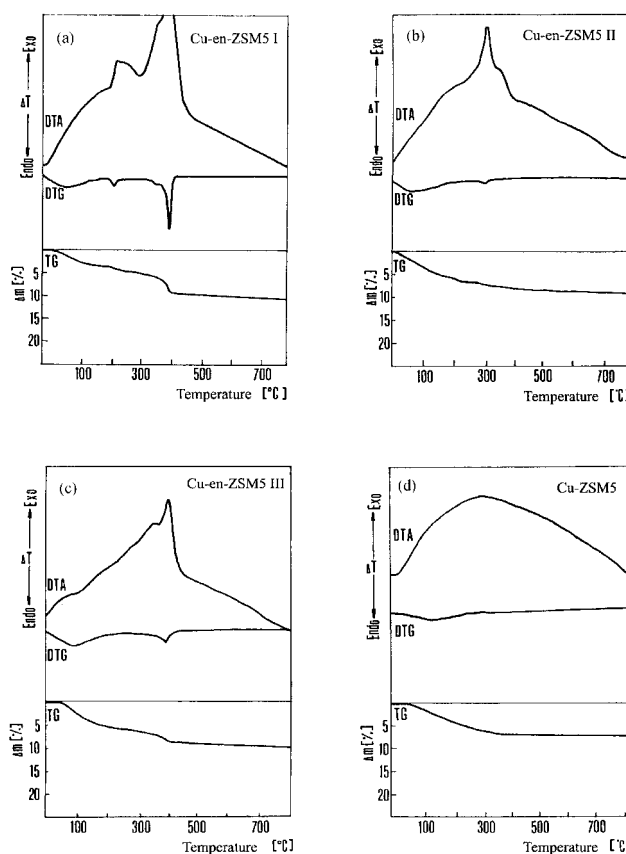 (a) Cu-en-ZSM5 I
Endo ΔT Exo
DTA
DTG
TG
Δm [%]
5
10
15
20
100 300 500 700
Temperature [°C]
(b) Cu-en-ZSM5 II
Endo ΔT Exo
DTA
DTG
TG
Δm [%]
5
10
15
20
100 300 500 700
Temperature [℃]
(c) Cu-en-ZSM5 III
Endo ΔT Exo
DTA
DTG
TG
Δm [%]
5
10
15
20
100 300 500 700
Temperature [°C]
(d) Cu-ZSM5
Endo ΔT Exo
DTA
DTG
TG
Δm [%]
5
10
15
20
100 300 500 700
Temperature [℃]